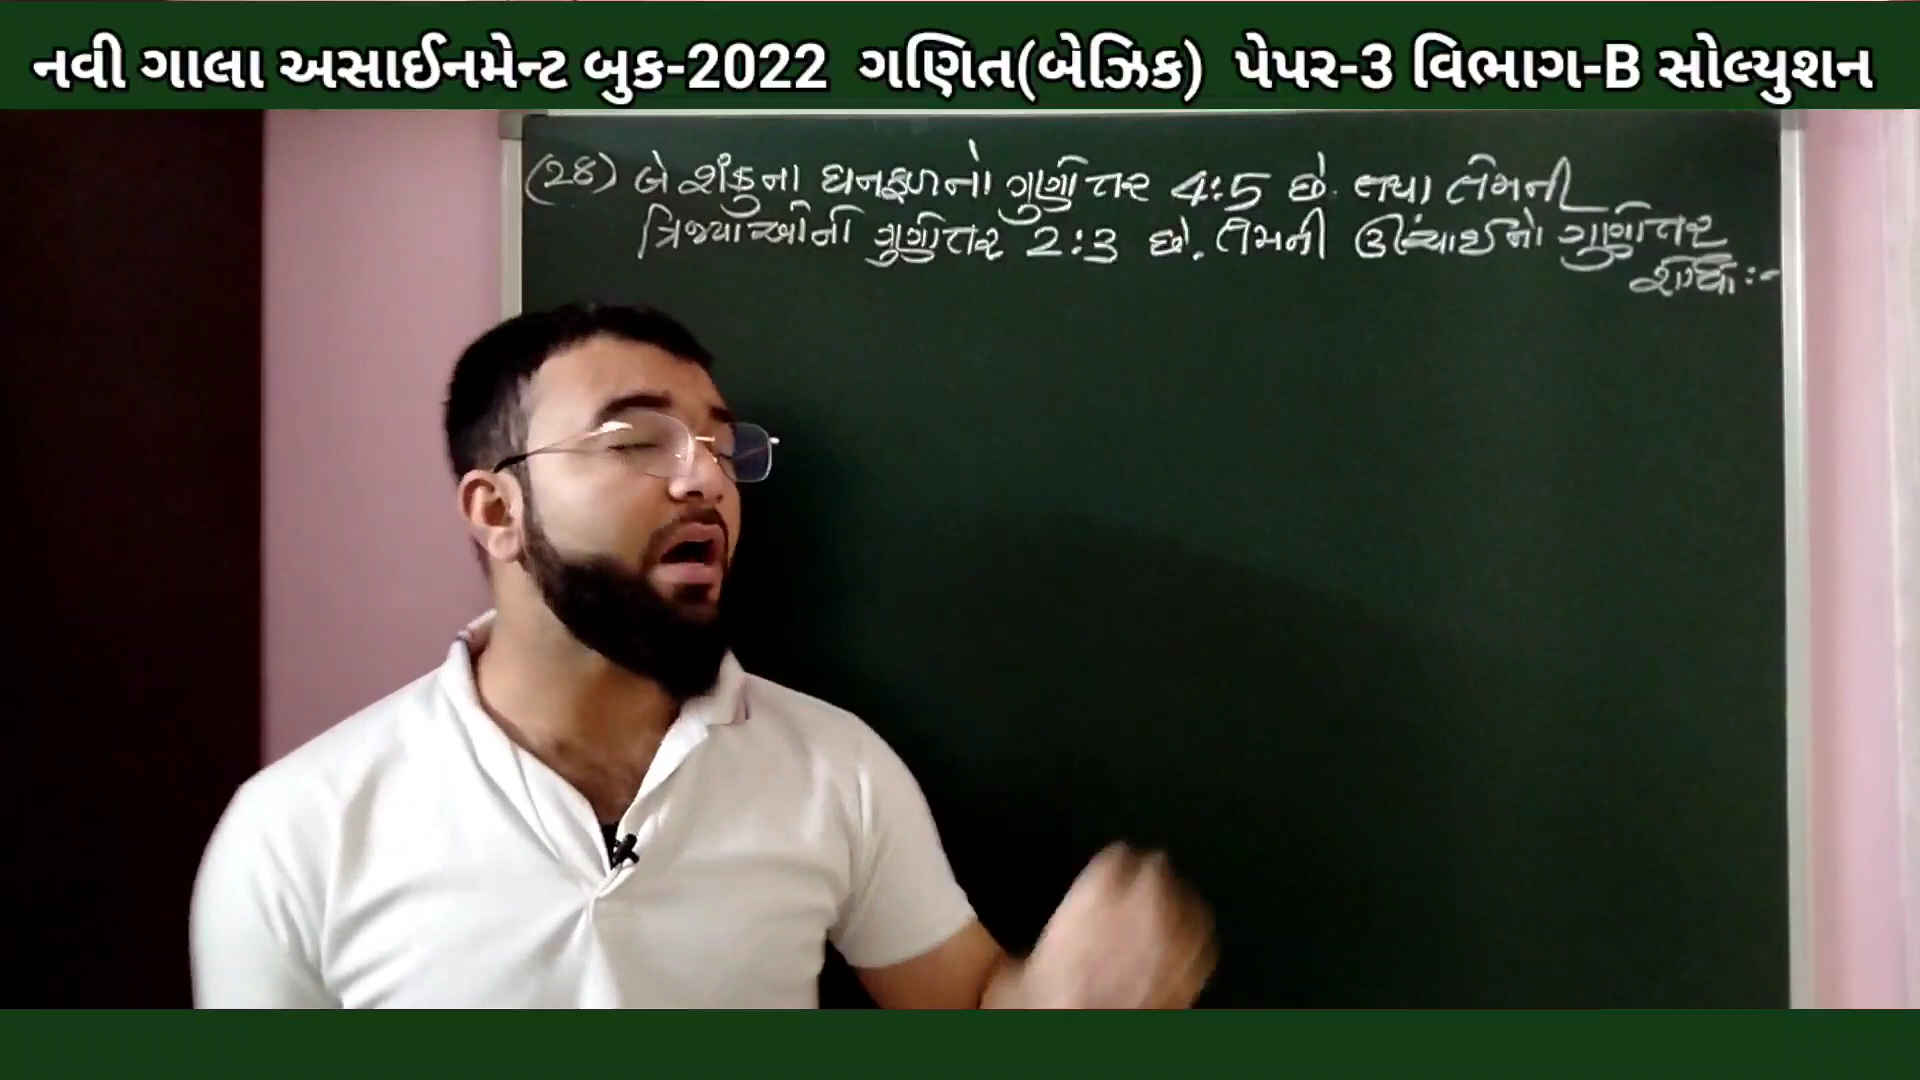 નવી ગાલા અસાઈનમેન્ટ બુક-2022 ગણિત(બેઝિક) પેપર-3 વિભાગ-B સોલ્યુશન
(28) બે શંકુના ઘનફળનો ગુણોત્તર 4:5 છે. તથા તેમની
ત્રિજ્યાઓનો ગુણોત્તર 2:3 છે. તેમની ઊંચાઈનો ગુણોત્તર
શોધો:-